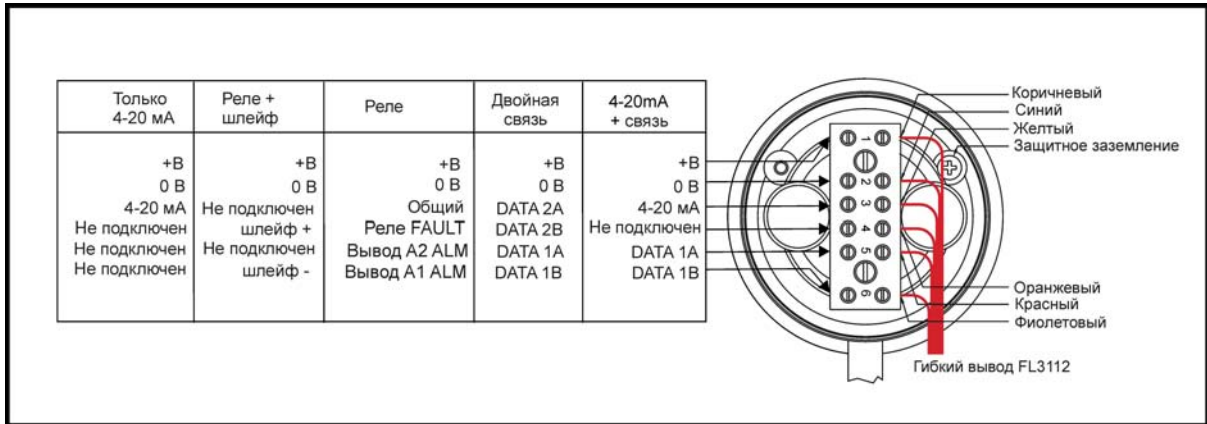 Только 4-20 мА | Реле + шлейф | Реле | Двойная связь | 4-20mA + связь
+В | +В | +В | +В | +В
0 В | 0 В | 0 В | 0 В | 0 В
4-20 мА | Не подключен | Общий | DATA 2A | 4-20 мА
Не подключен | шлейф + | Реле FAULT | DATA 2B | Не подключен
Не подключен | Не подключен | Вывод A2 ALM | DATA 1A | DATA 1A
Не подключен | шлейф - | Вывод A1 ALM | DATA 1B | DATA 1B
1
2
3
4
5
6
Коричневый
Синий
Желтый
Защитное заземление
Оранжевый
Красный
Фиолетовый
Гибкий вывод FL3112